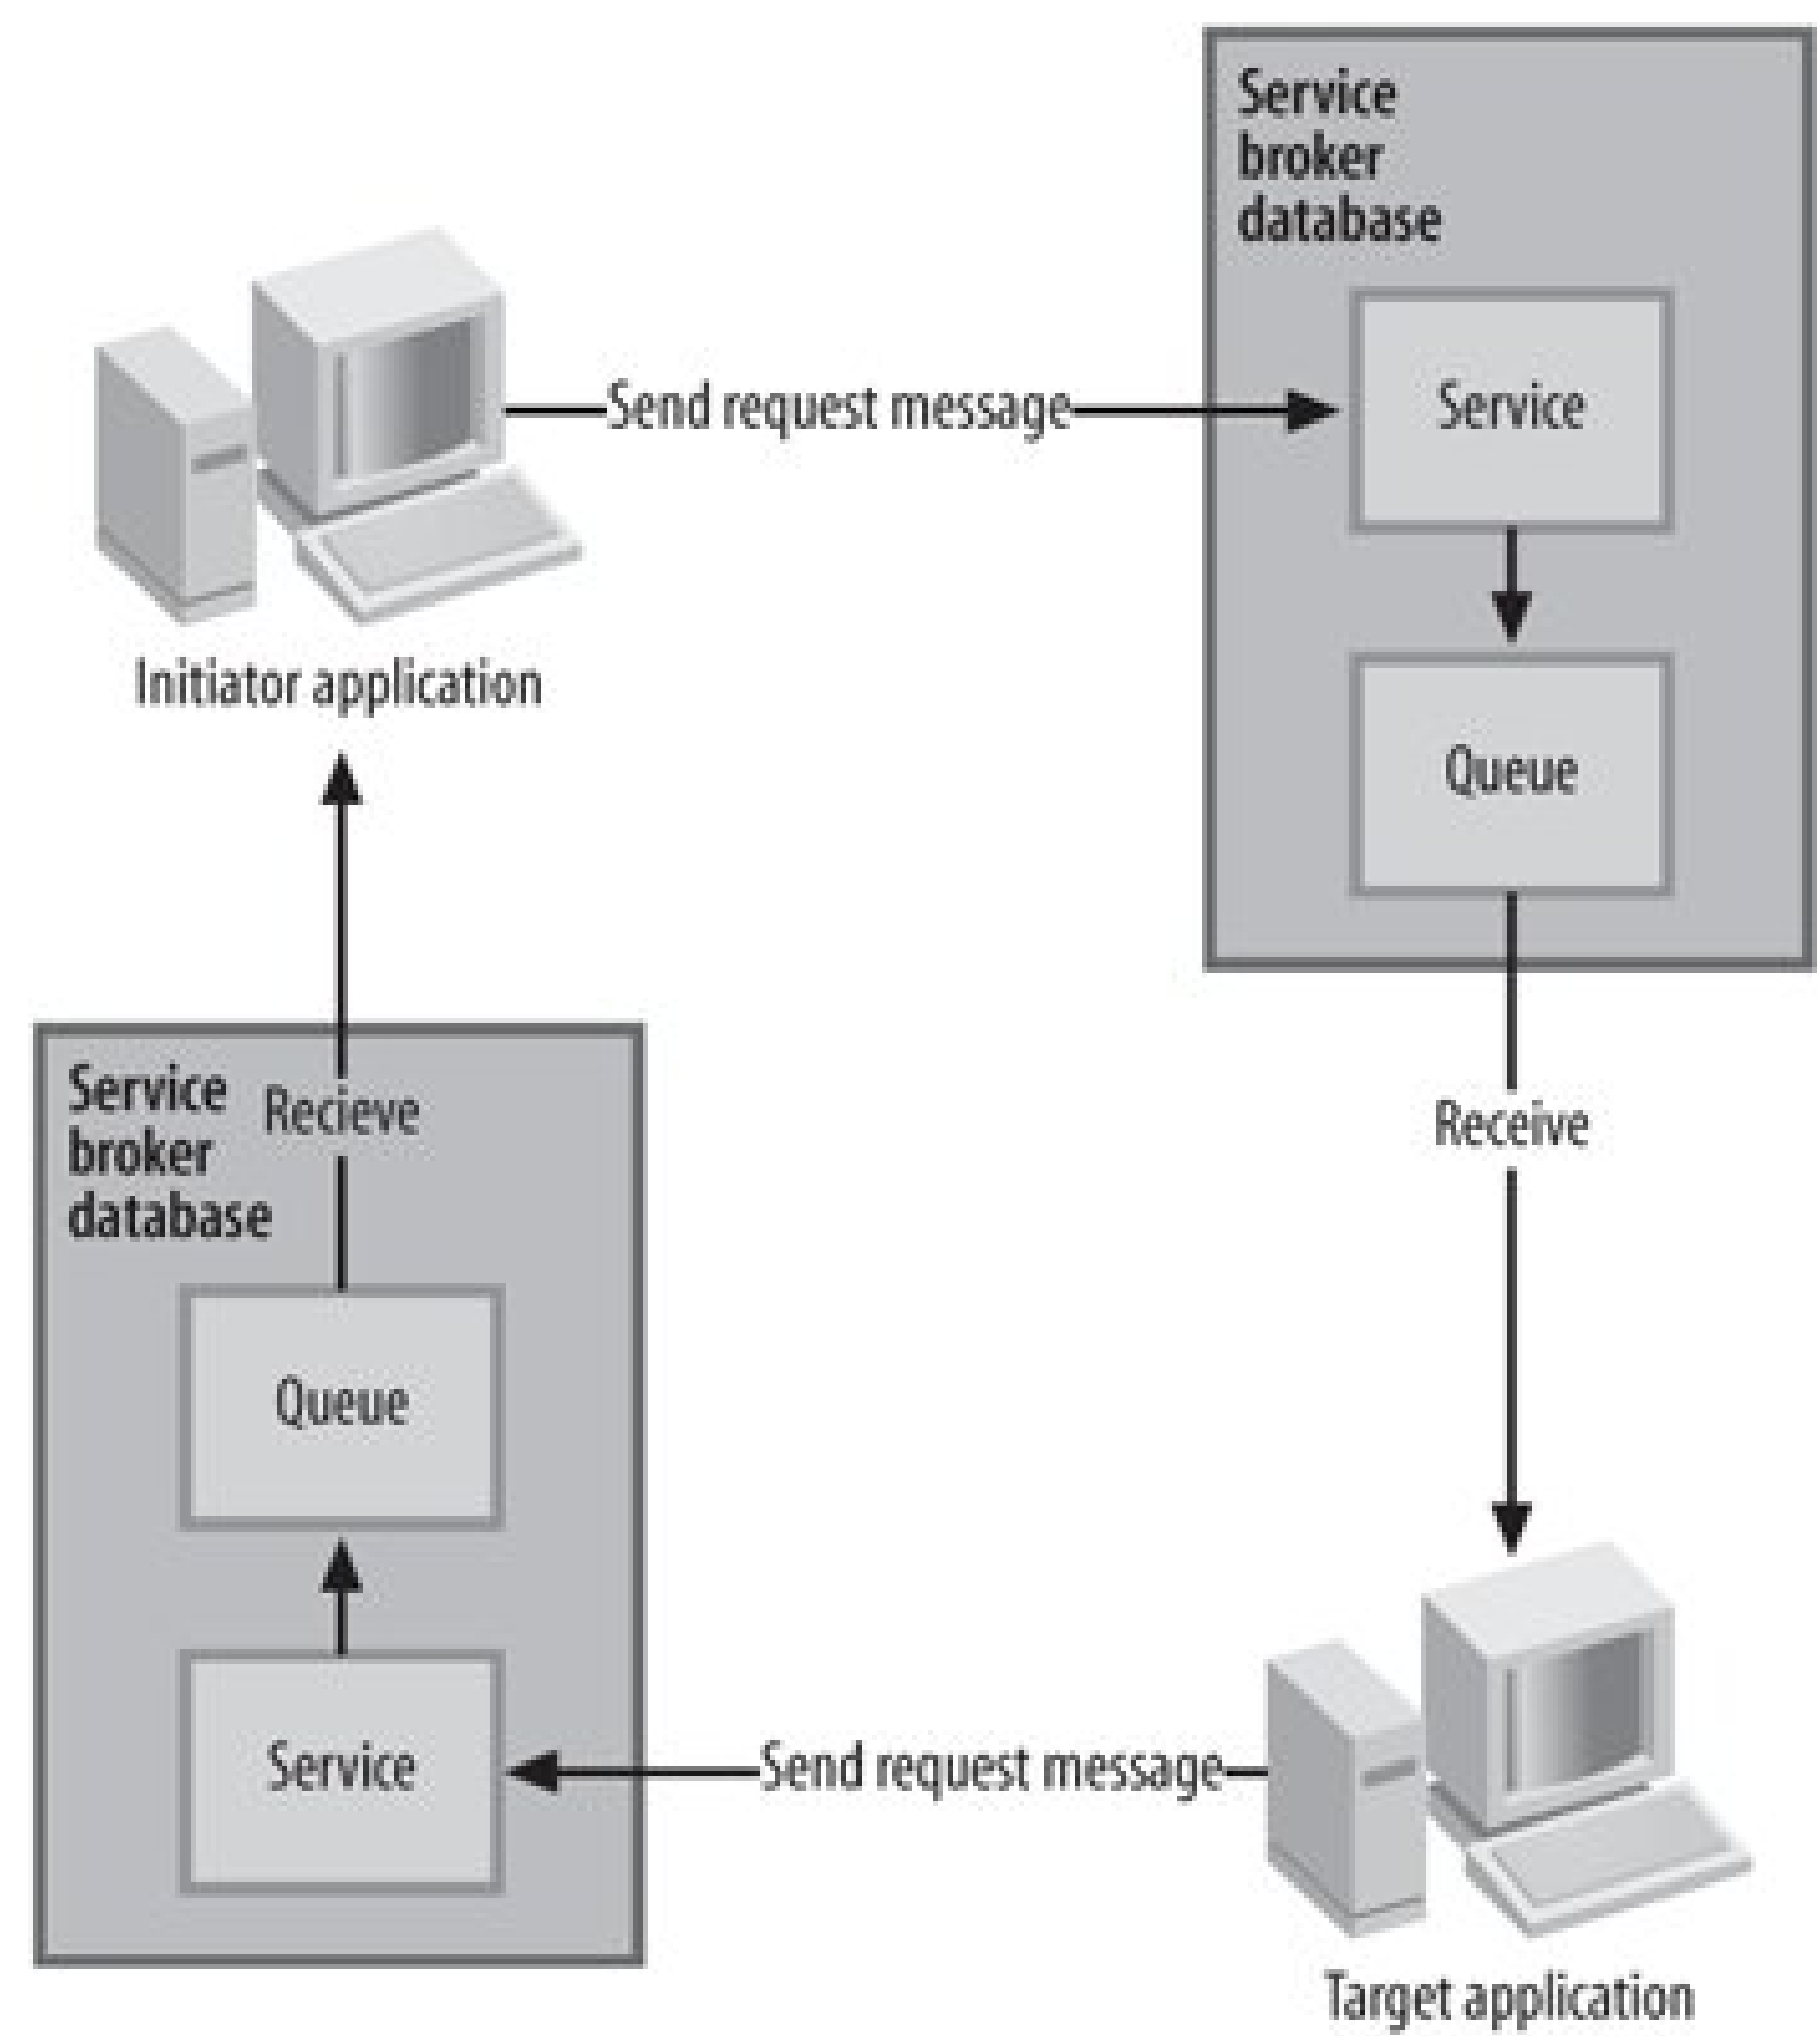 Service
broker
database
Service
Send request message
Initiator application
Queue
Service
broker
database
Recieve
Receive
Queue
Service
Send request message
Target application